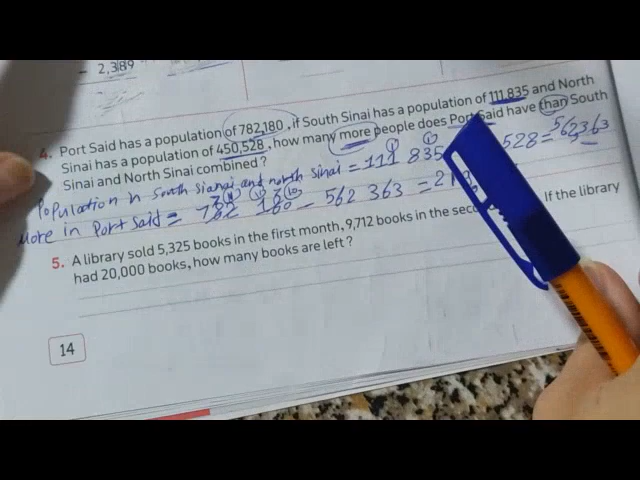 2,389
4. Port Said has a population of 782,180, if South Sinai has a population of 111,835 and North
Sinai has a population of 450,528, how many more people does Port Said have than South
Sinai and North Sinai combined?
Population in south and north sinai = 111 835 528 = 562363
More in Port Said = 782 180 - 562 363 =
5. A library sold 5,325 books in the first month, 9,712 books in the If the library
had 20,000 books, how many books are left?
14